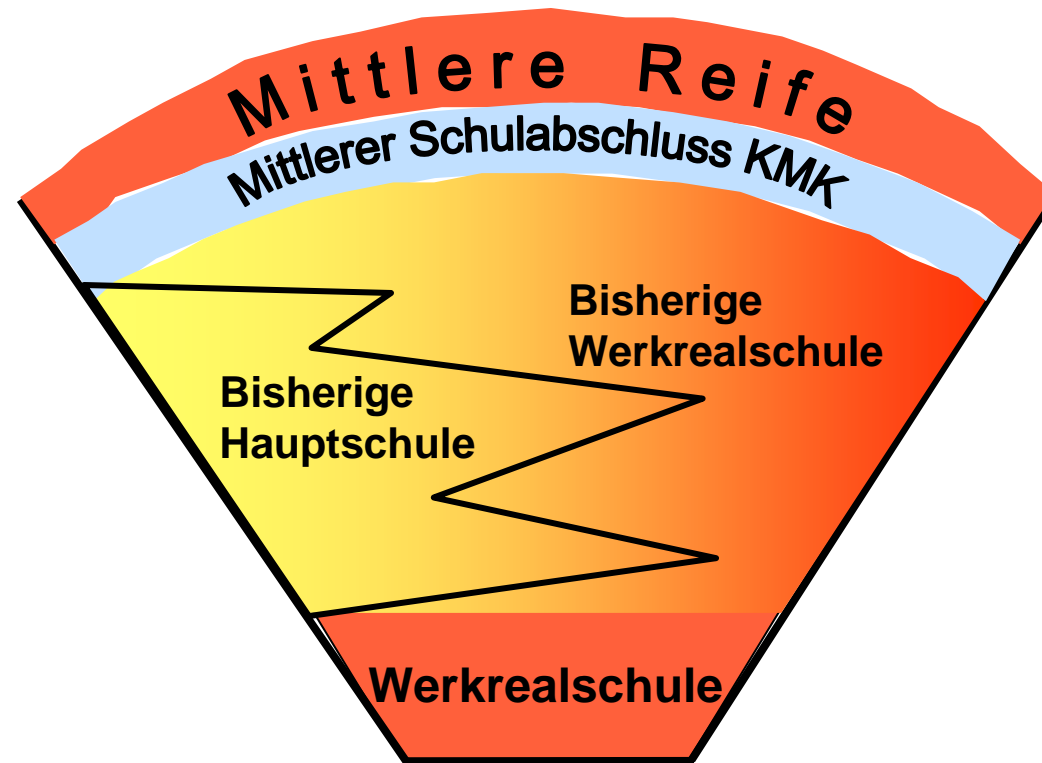 Mittlere Reife
Mittlerer Schulabschluss KMK
Bisherige
Werkrealschule
Bisherige
Hauptschule
Werkrealschule